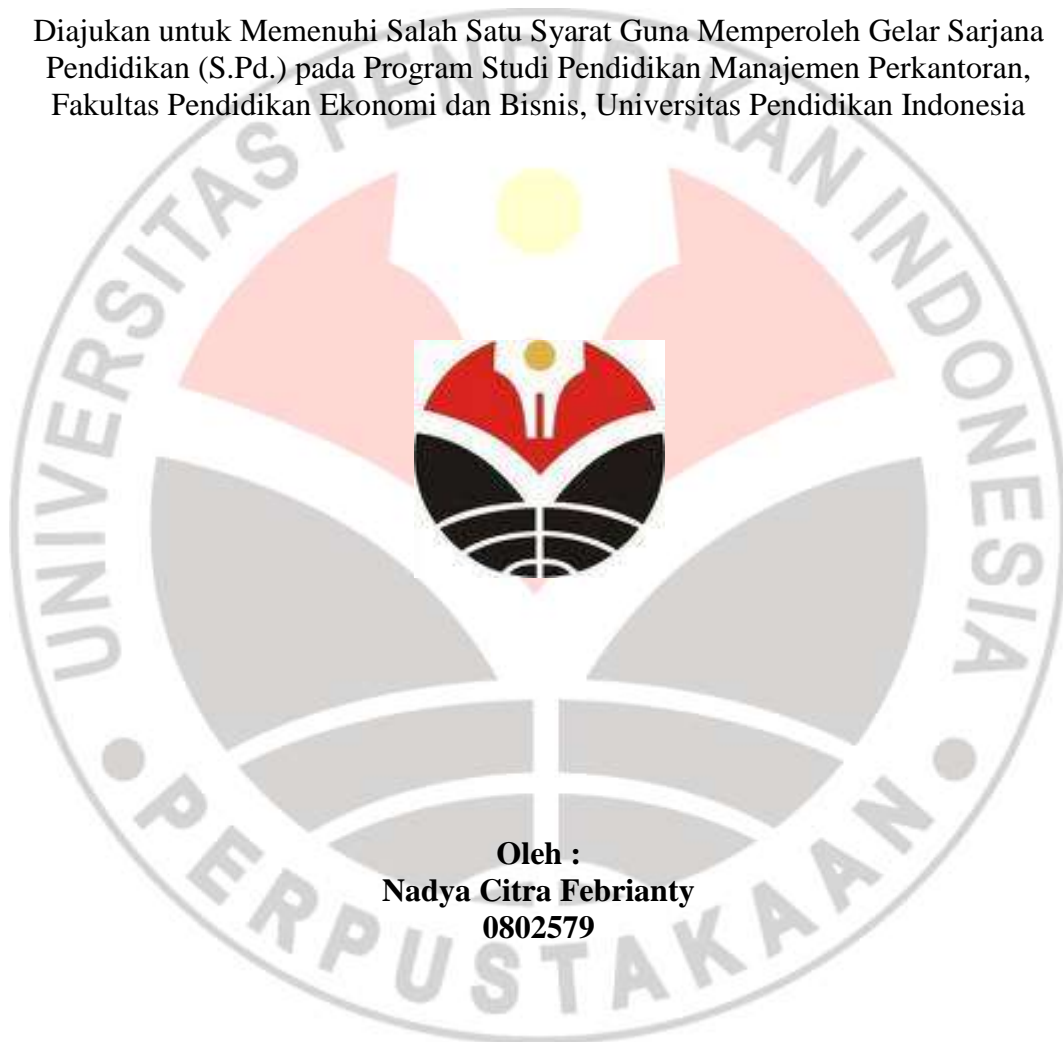 Diajukan untuk Memenuhi Salah Satu Syarat Guna Memperoleh Gelar Sarjana
Pendidikan (S.Pd.) pada Program Studi Pendidikan Manajemen Perkantoran,
Fakultas Pendidikan Ekonomi dan Bisnis, Universitas Pendidikan Indonesia
UNIVERSITAS PENDIDIKAN INDONESIA
Oleh :
Nadya Citra Febrianty
0802579
PERPUSTAKAAN